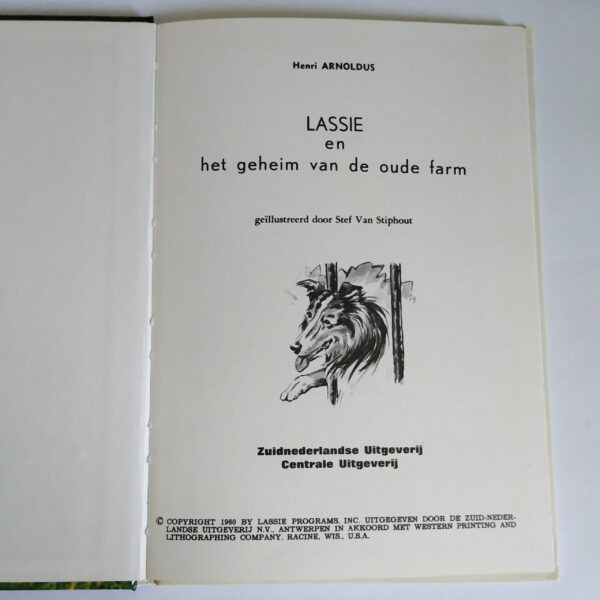 Henri ARNOLDUS
LASSIE
en
het geheim van de oude farm
geïllustreerd door Stef Van Stiphout
Zuidnederlandse Uitgeverij
Centrale Uitgeverij
© COPYRIGHT 1960 BY LASSIE PROGRAMS, INC. UITGEGEVEN DOOR DE ZUID-NEDER-
LANDSE UITGEVERIJ N.V., ANTWERPEN IN AKKOORD MET WESTERN PRINTING AND
LITHOGRAPHING COMPANY, RACINE, WIS., U.S.A.